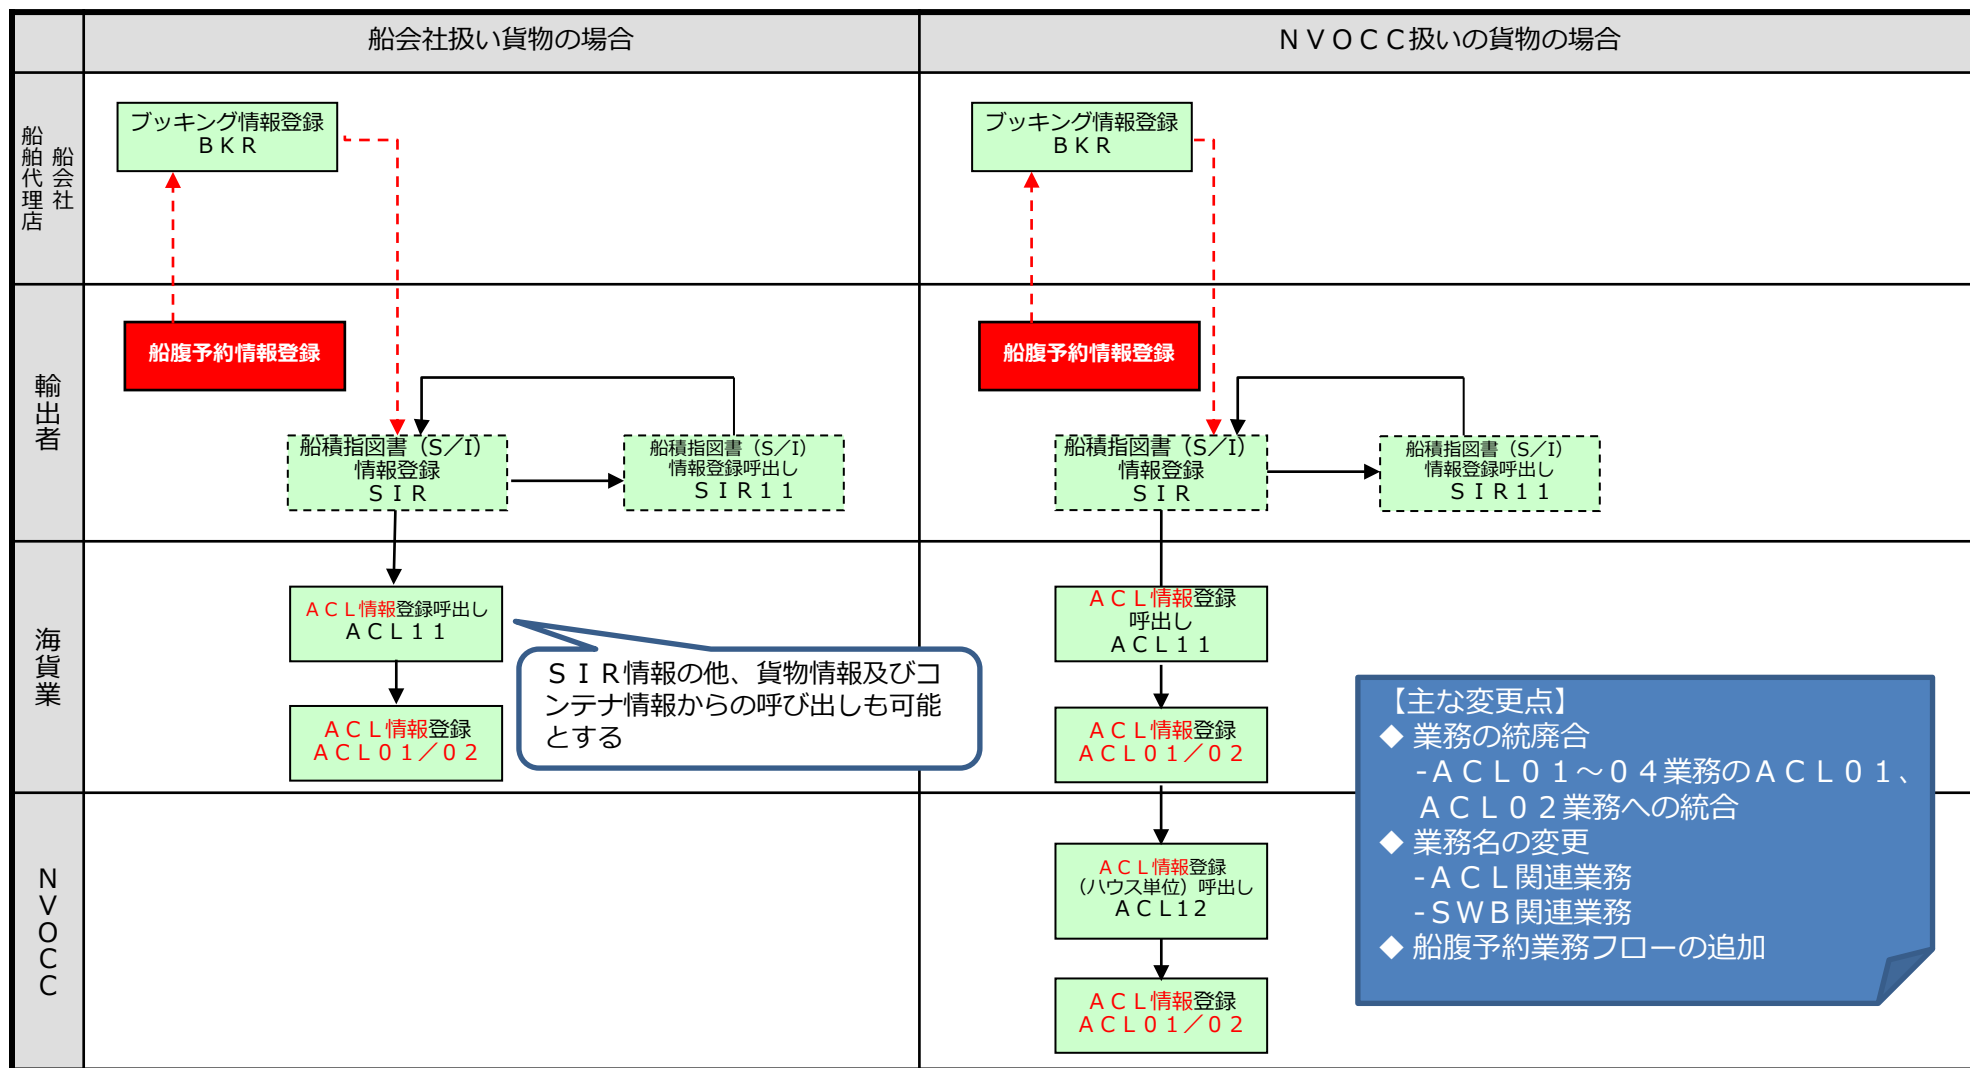 船会社扱い貨物の場合
ＮＶＯＣＣ扱いの貨物の場合
船会社
船舶代理店
ブッキング情報登録
ＢＫＲ
ブッキング情報登録
ＢＫＲ
輸出者
船腹予約情報登録
船腹予約情報登録
船積指図書（S／I）
情報登録
ＳＩＲ
船積指図書（S／I）
情報登録呼出し
ＳＩＲ１１
船積指図書（S／I）
情報登録
ＳＩＲ
船積指図書（S／I）
情報登録呼出し
ＳＩＲ１１
海貨業
ＡＣＬ情報登録呼出し
ＡＣＬ１１
ＳＩＲ情報の他、貨物情報及びコ
ンテナ情報からの呼び出しも可能
とする
ＡＣＬ情報登録
ＡＣＬ０１／０２
ＡＣＬ情報登録
呼出し
ＡＣＬ１１
ＡＣＬ情報登録
ＡＣＬ０１／０２
ＮＶＯＣＣ
ＡＣＬ情報登録
（ハウス単位）呼出し
ＡＣＬ12
ＡＣＬ情報登録
ＡＣＬ０１／０２
【主な変更点】
◆ 業務の統廃合
-ＡＣＬ０１～０４業務のＡＣＬ０１、
ＡＣＬ０２業務への統合
◆ 業務名の変更
-ＡＣＬ関連業務
-ＳＷＢ関連業務
◆ 船腹予約業務フローの追加